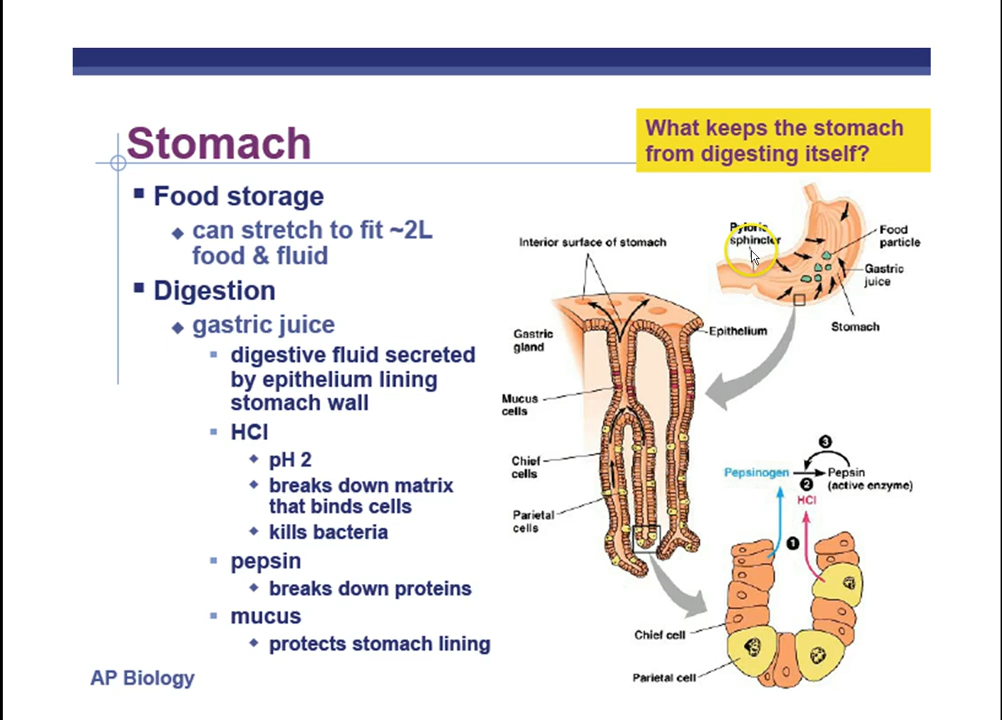 Stomach
What keeps the stomach
from digesting itself?
Food storage
can stretch to fit ~2L
food & fluid
Digestion
gastric juice
digestive fluid secreted
by epithelium lining
stomach wall
HCl
pH 2
breaks down matrix
that binds cells
kills bacteria
pepsin
breaks down proteins
mucus
protects stomach lining
AP Biology
Interior surface of stomach
Pyloric
sphincter
Food
particle
Gastric
juice
Stomach
Gastric
gland
Epithelium
Mucus
cells
Chief
cells
Parietal
cells
3
Pepsinogen
Pepsin
(active enzyme)
2
HCl
1
Chief cell
Parietal cell